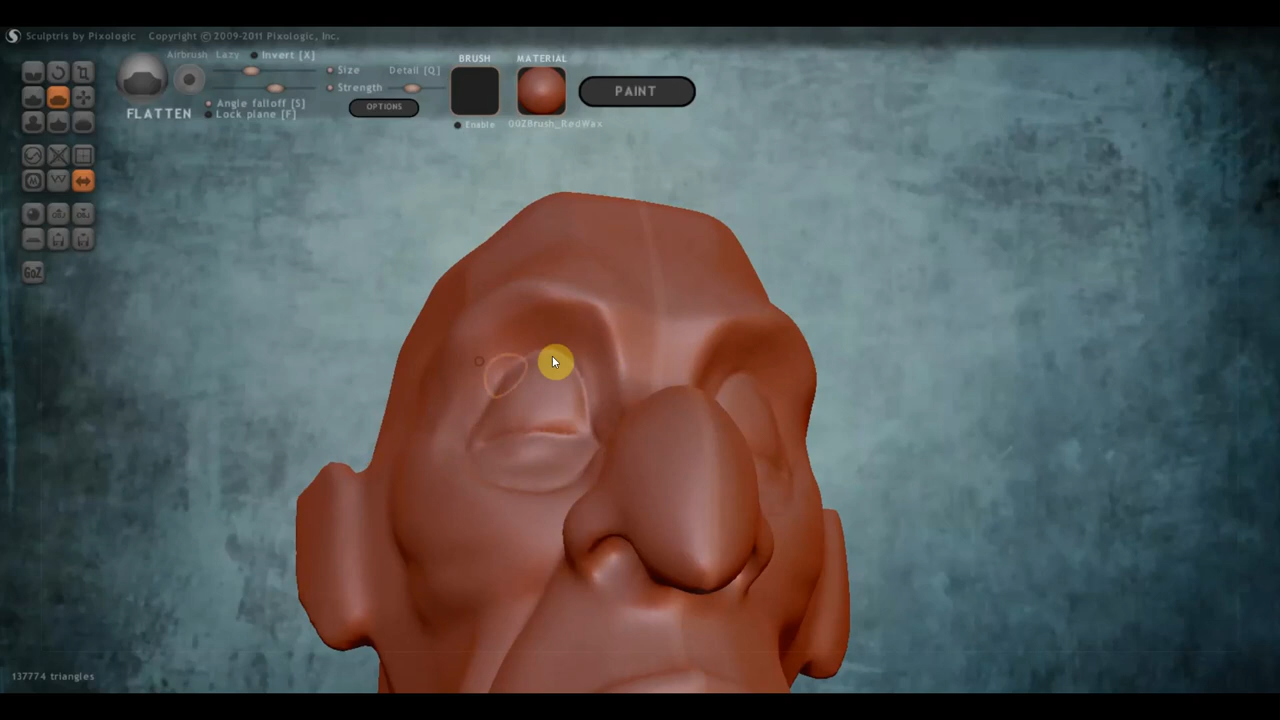 Sculptris by Pixologic Copyright © 2009-2011 Pixologic, Inc.
Airbrush Lazy Invert [X]
Size Detail [Q]
Strength
Angle falloff [S]
Lock plane [F]
FLATTEN
OPTIONS
BRUSH
Enable
MATERIAL
00ZBrush_RedWax
PAINT
GoZ
137774 triangles